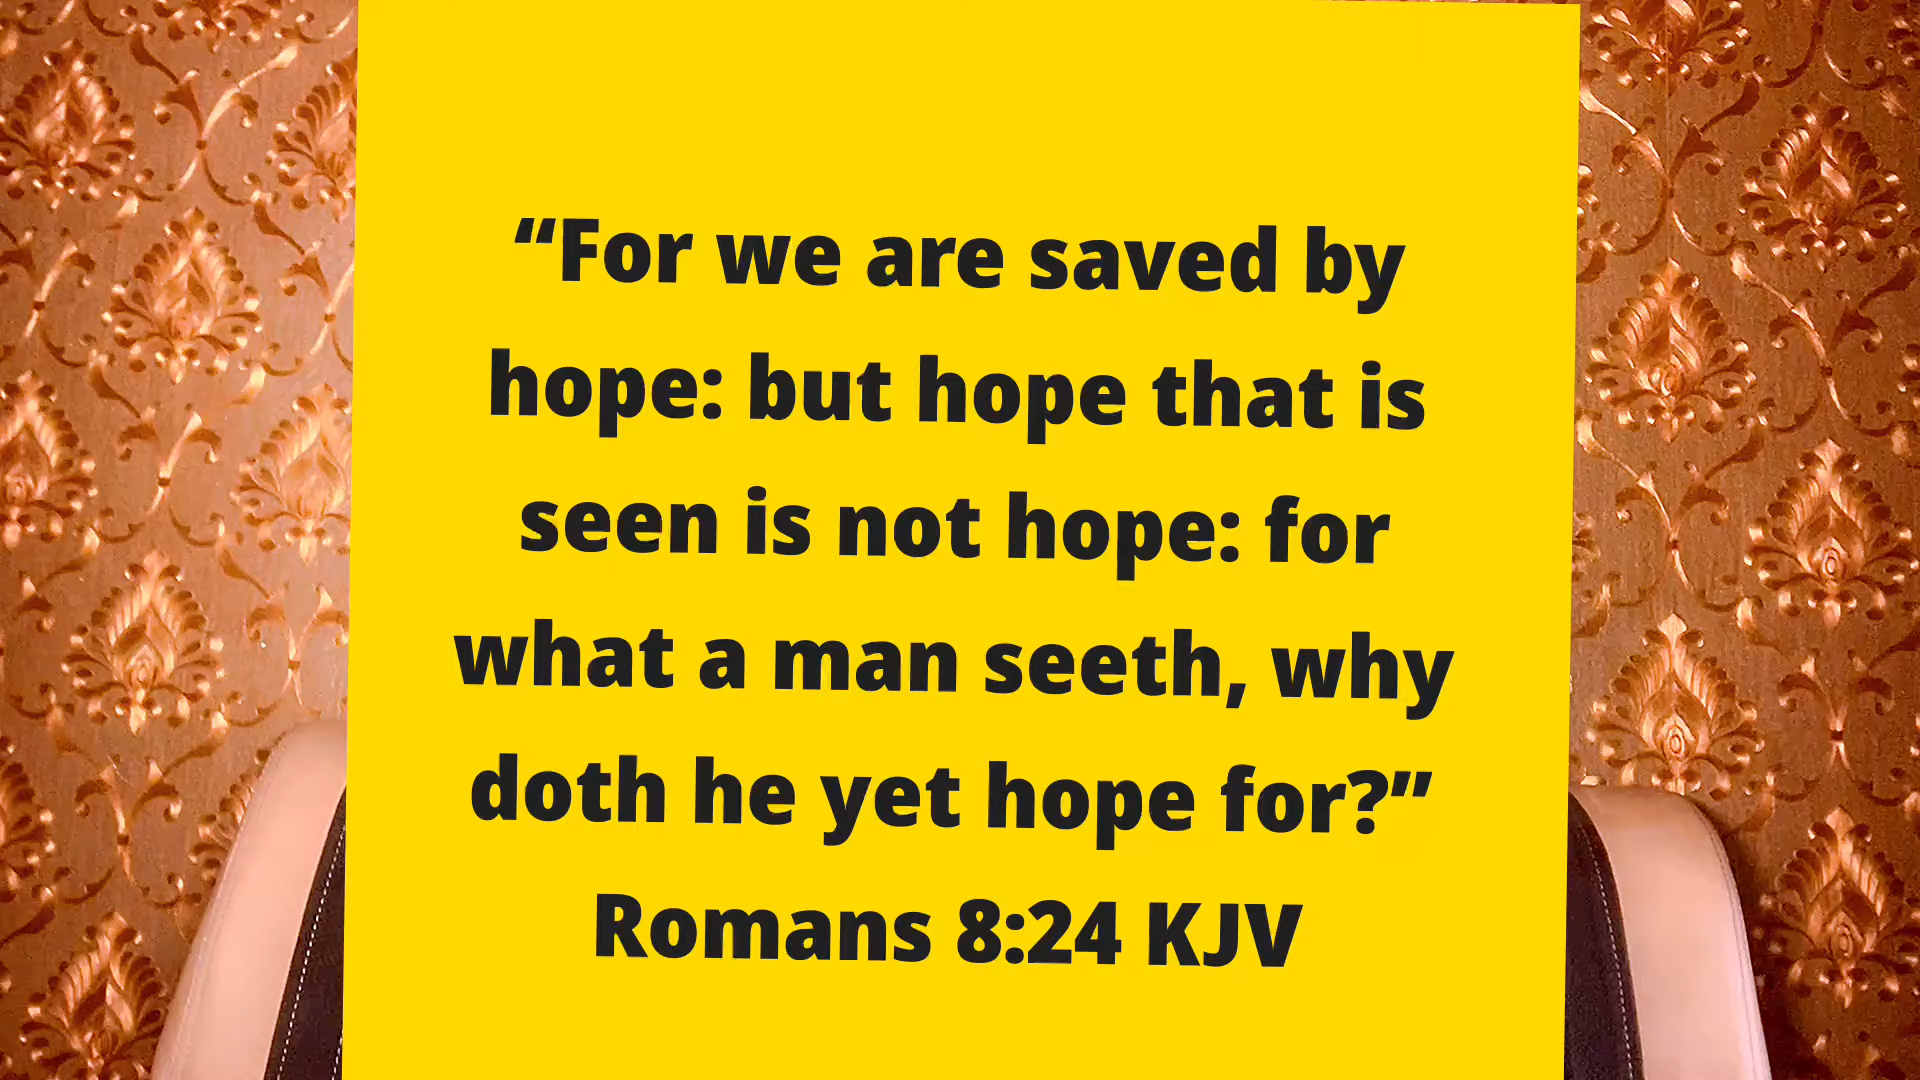 “For we are saved by
hope: but hope that is
seen is not hope: for
what a man seeth, why
doth he yet hope for?”
Romans 8:24 KJV